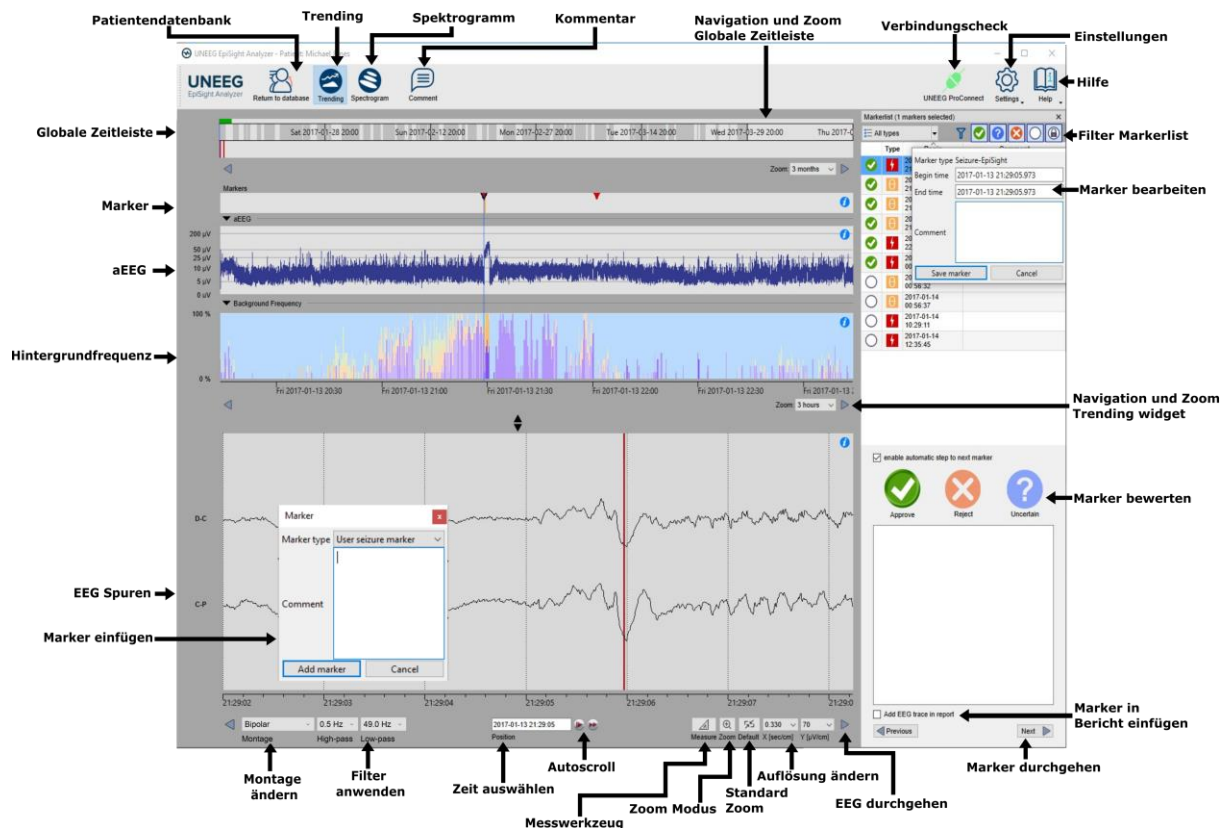 Patientendatenbank
Trending
Spektrogramm
Kommentar
Navigation und Zoom
Globale Zeitleiste
Verbindungscheck
Einstellungen
UNEEG EpiSight Analyzer - Patient: Michael
UNEEG
EpiSight Analyzer
Return to database
Trending
Spectrogram
Comment
UNEEG ProConnect
Settings
Help
Hilfe
Globale Zeitleiste
Sat 2017-01-28 20:00
Sun 2017-02-12 20:00
Mon 2017-02-27 20:00
Tue 2017-03-14 20:00
Wed 2017-03-29 20:00
Thu 2017-0
Zoom: 3 months
Markerlist (1 markers selected)
All types
Filter Markerlist
Type
Marker type Seizure-EpiSight
Begin time 2017-01-13 21:29:05.973
End time 2017-01-13 21:29:05.973
Marker bearbeiten
Comment
Save marker
Cancel
00:56:32
2017-01-14
00:56:37
2017-01-14
10:29:11
2017-01-14
12:35:45
Marker
Markers
aEEG
aEEG
200 µV
50 µV
25 µV
10 µV
5 µV
0 µV
Hintergrundfrequenz
Background Frequency
100 %
0 %
Fri 2017-01-13 20:30
Fri 2017-01-13 21:00
Fri 2017-01-13 21:30
Fri 2017-01-13 22:00
Fri 2017-01-13 22:30
Fri 2017-01-13
Zoom: 3 hours
Navigation und Zoom
Trending widget
enable automatic step to next marker
Approve
Reject
Uncertain
Marker bewerten
D-C
C-P
EEG Spuren
Marker einfügen
Marker
Marker type User seizure marker
Comment
Add marker
Cancel
21:29:02
21:29:03
21:29:04
21:29:05
21:29:06
21:29:07
21:29:0
Bipolar
0.5 Hz
49.0 Hz
Montage
High-pass
Low-pass
2017-01-13 21:29:05
Position
0.330
70
Measure
Zoom
Default
X [sec/cm]
Y [µV/cm]
Add EEG trace in report
Previous
Next
Marker in
Bericht einfügen
Marker durchgehen
Montage
ändern
Filter
anwenden
Zeit auswählen
Autoscroll
Messwerkzeug
Zoom Modus
Standard
Zoom
Auflösung ändern
EEG durchgehen